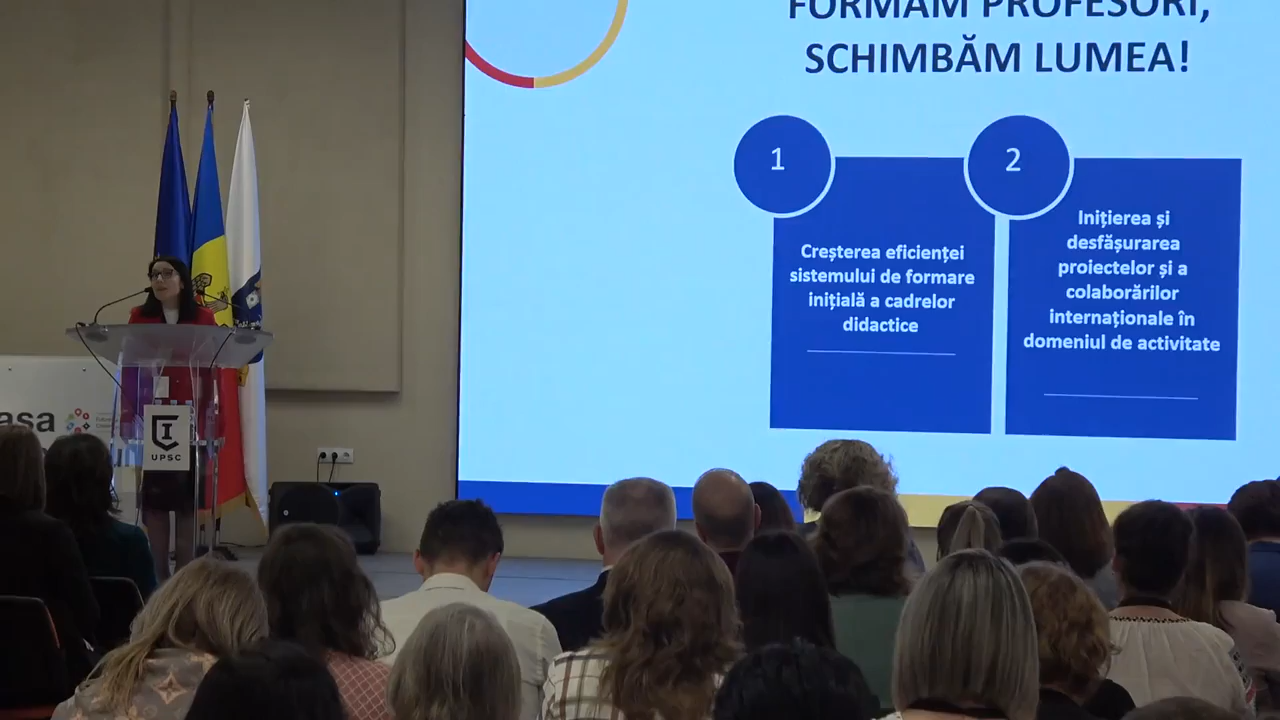 FORMĂM PROFESORI,
SCHIMBĂM LUMEA!
1
2
Creșterea eficienței
sistemului de formare
inițială a cadrelor
didactice
Inițierea și
desfășurarea
proiectelor și a
colaborărilor
internaționale în
domeniul de activitate
asa
UPSC